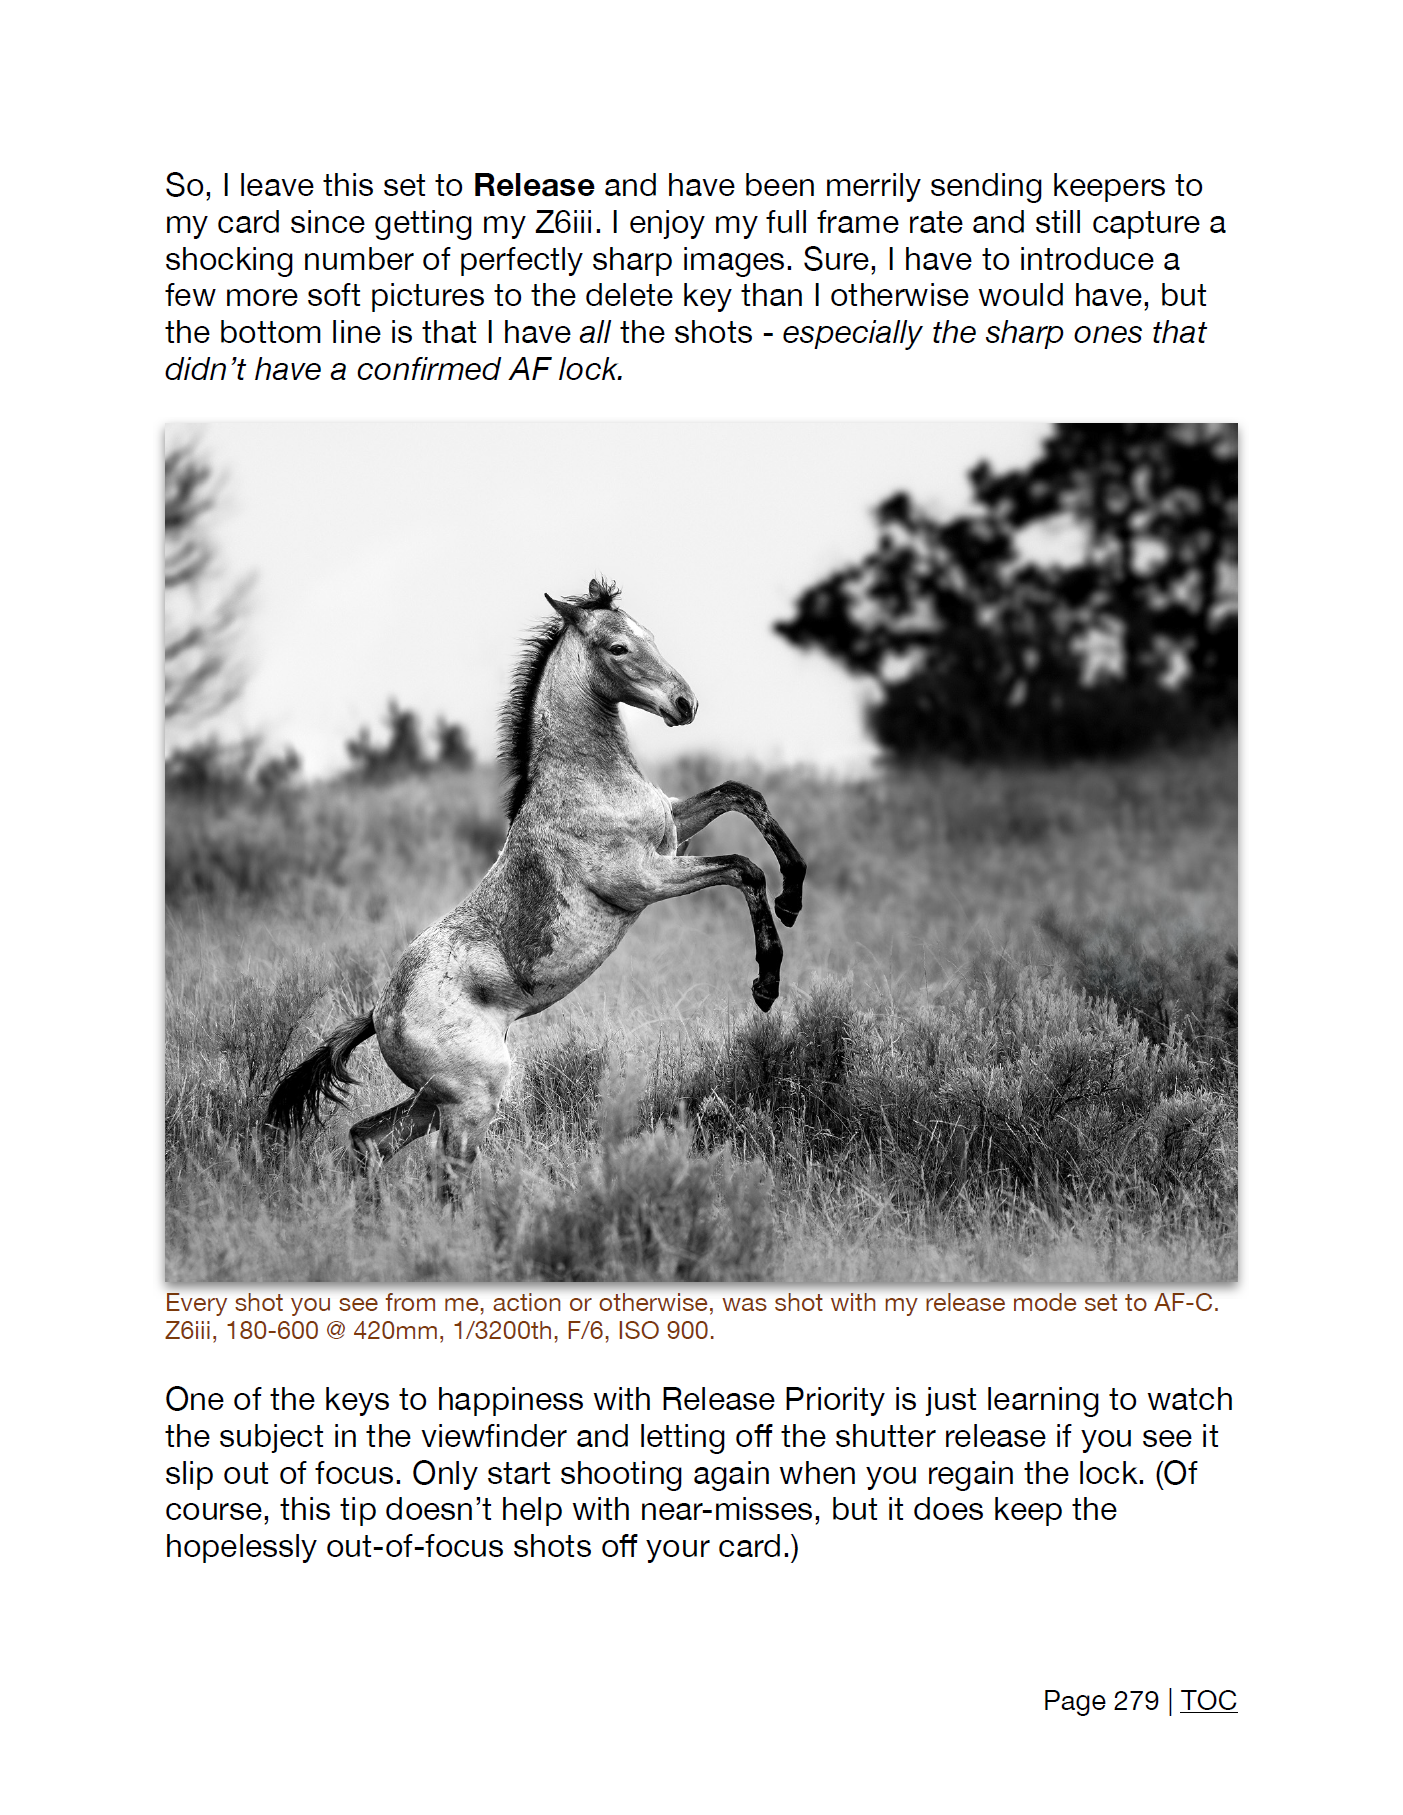 So, I leave this set to Release and have been merrily sending keepers to
my card since getting my Z6iii. I enjoy my full frame rate and still capture a
shocking number of perfectly sharp images. Sure, I have to introduce a
few more soft pictures to the delete key than I otherwise would have, but
the bottom line is that I have all the shots - especially the sharp ones that
didn’t have a confirmed AF lock.
Every shot you see from me, action or otherwise, was shot with my release mode set to AF-C.
Z6iii, 180-600 @ 420mm, 1/3200th, F/6, ISO 900.
One of the keys to happiness with Release Priority is just learning to watch
the subject in the viewfinder and letting off the shutter release if you see it
slip out of focus. Only start shooting again when you regain the lock. (Of
course, this tip doesn’t help with near-misses, but it does keep the
hopelessly out-of-focus shots off your card.)
Page 279 | TOC